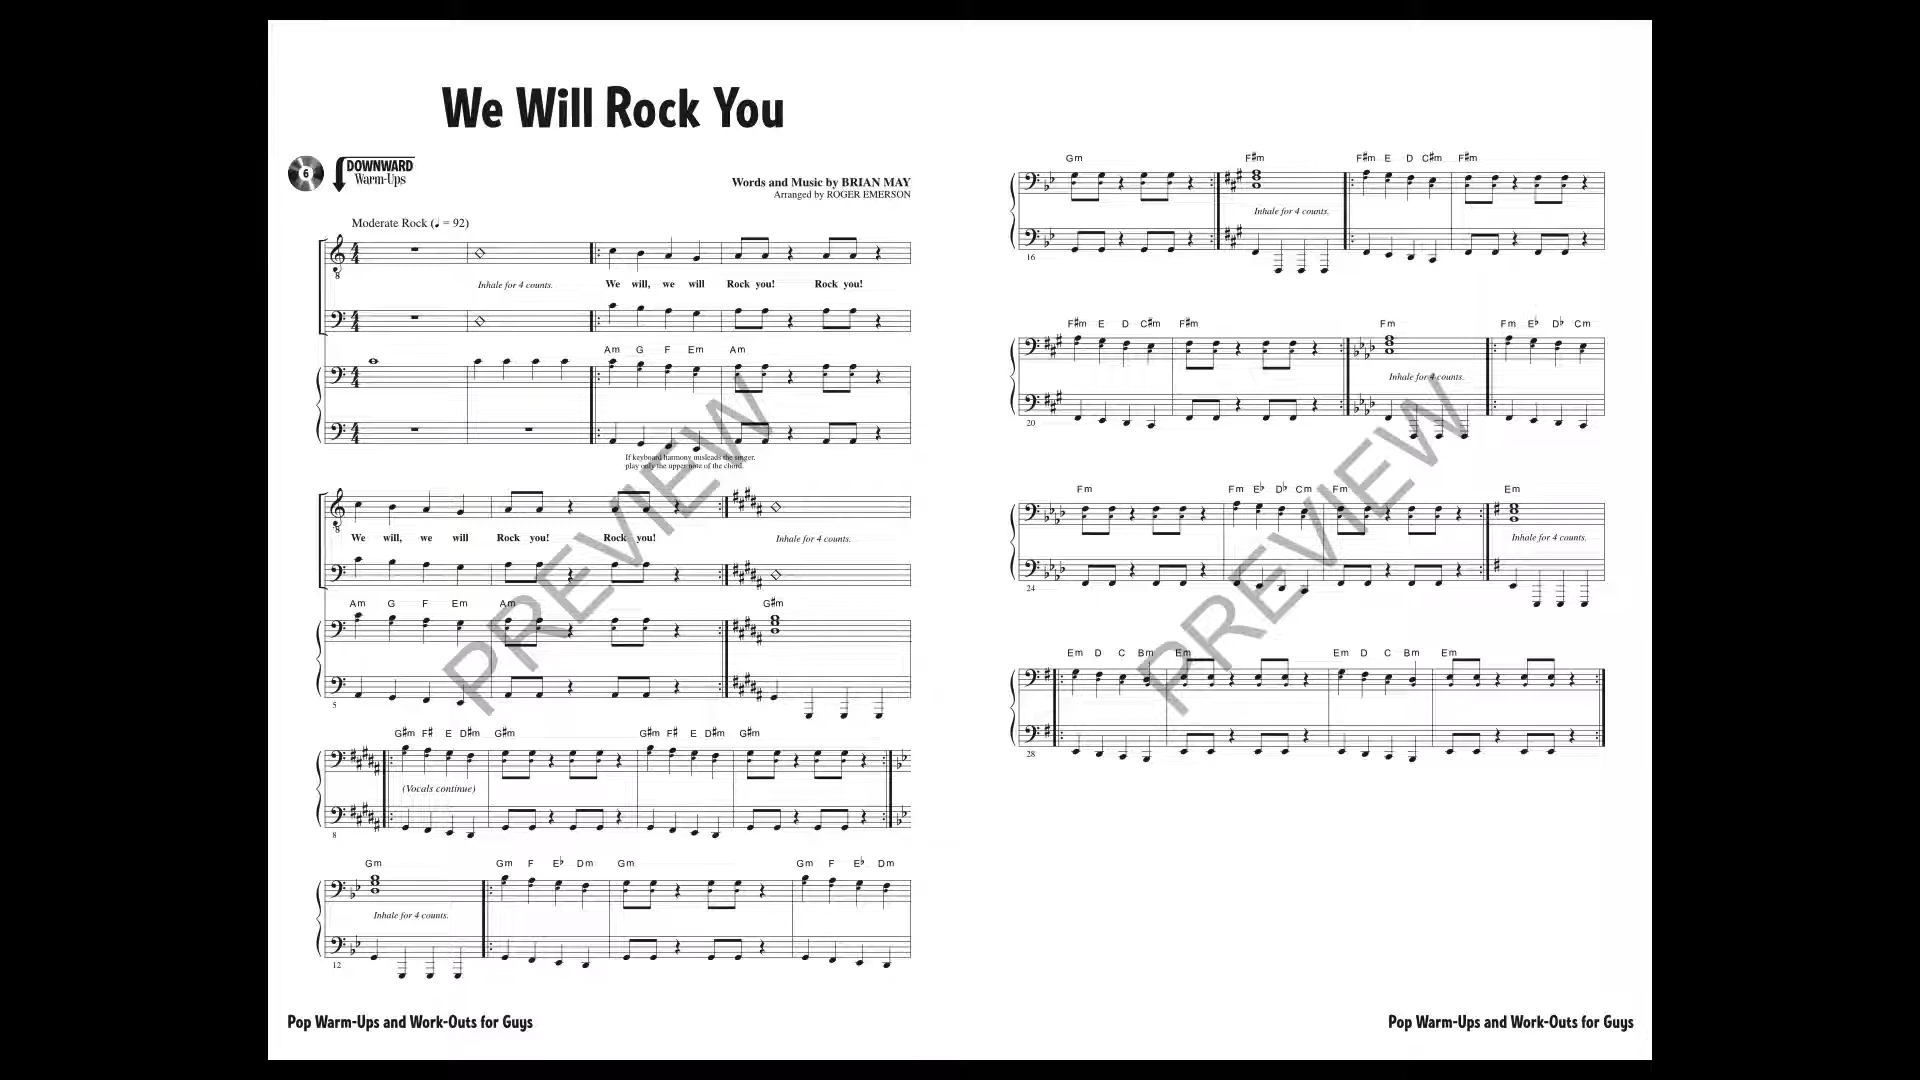 We Will Rock You
6
DOWNWARD
Warm-Ups
Words and Music by BRIAN MAY
Arranged by ROGER EMERSON
Moderate Rock (♩ = 92)
8
Inhale for 4 counts.
We will, we will Rock you! Rock you!
Am G F Em Am
If keyboard harmony misleads the singer,
play only the upper note of the chord.
8
We will, we will Rock you! Rock you! Inhale for 4 counts.
Am G F Em Am G#m
5
G#m F# E D#m G#m G#m F# E D#m G#m
(Vocals continue)
8
Gm Gm F E♭ Dm Gm Gm F E♭ Dm
Inhale for 4 counts.
12
Pop Warm-Ups and Work-Outs for Guys
PREVIEW
Gm F#m F#m E D C#m F#m
Inhale for 4 counts.
16
F#m E D C#m F#m Fm Fm E♭ D♭ Cm
Inhale for 4 counts.
20
Fm Fm E♭ D♭ Cm Fm Em
Inhale for 4 counts.
24
Em D C Bm Em Em D C Bm Em
28
Pop Warm-Ups and Work-Outs for Guys
PREVIEW